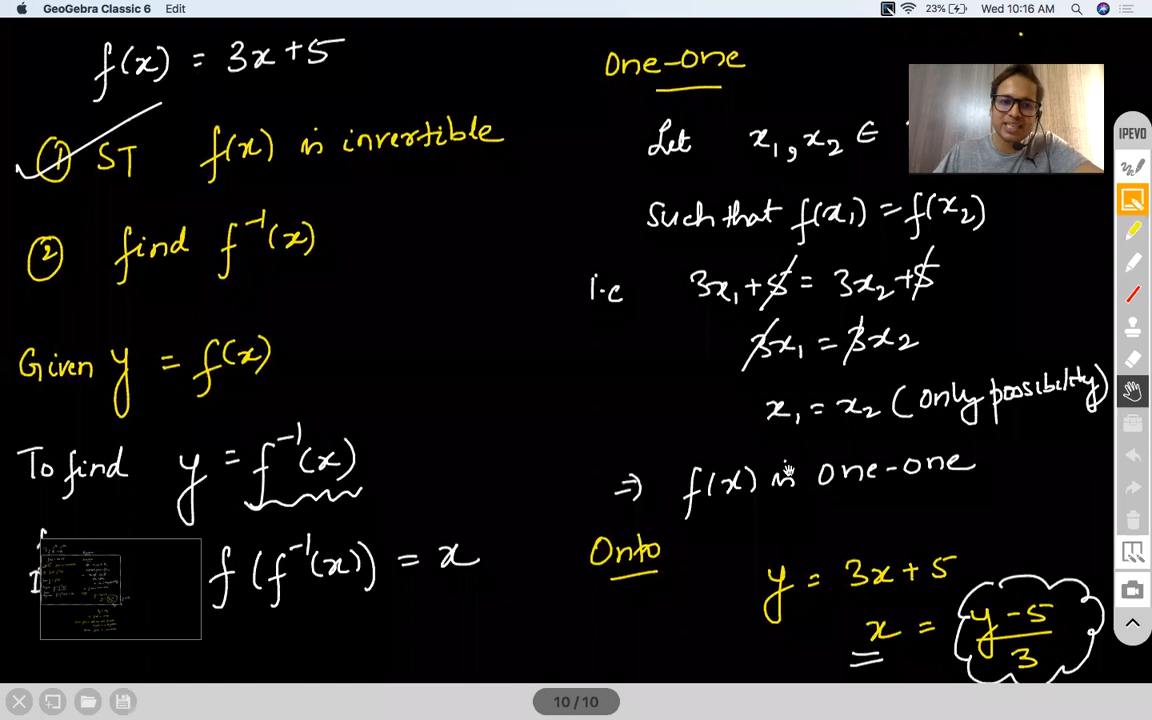 GeoGebra Classic 6 Edit
23% Wed 10:16 AM
f(x) = 3x+5
① ST f(x) is invertible
② find f⁻¹(x)
Given y = f(x)
To find y = f⁻¹(x)
f(f⁻¹(x)) = x
One-one
Let x₁, x₂ ∈
Such that f(x₁) = f(x₂)
i.e 3x₁+5 = 3x₂+5
3x₁ = 3x₂
x₁ = x₂ (only possibility)
⇒ f(x) is one-one
Onto
y = 3x+5
x = y-5/3
IPEVO
10 / 10